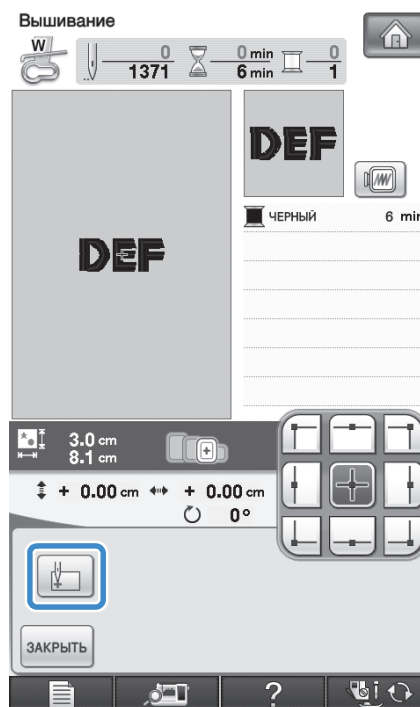 Вышивание
W
0 0 min 0
1371 6 min 1
DEF
DEF
ЧЕРНЫЙ 6 min
3.0 cm
8.1 cm
+ 0.00 cm + 0.00 cm
0°
ЗАКРЫТЬ
?